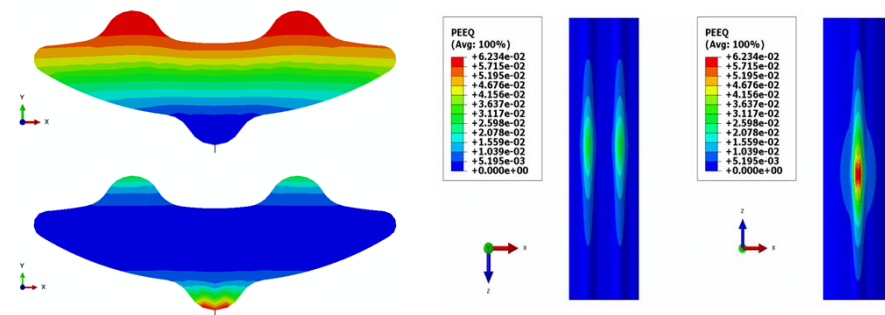 Y
X
Y
X
PEEQ
(Avg: 100%)
+6.234e-02
+5.715e-02
+5.195e-02
+4.676e-02
+4.156e-02
+3.637e-02
+3.117e-02
+2.598e-02
+2.078e-02
+1.559e-02
+1.039e-02
+5.195e-03
+0.000e+00
Y
X
Z
PEEQ
(Avg: 100%)
+6.234e-02
+5.715e-02
+5.195e-02
+4.676e-02
+4.156e-02
+3.637e-02
+3.117e-02
+2.598e-02
+2.078e-02
+1.559e-02
+1.039e-02
+5.195e-03
+0.000e+00
Z
X